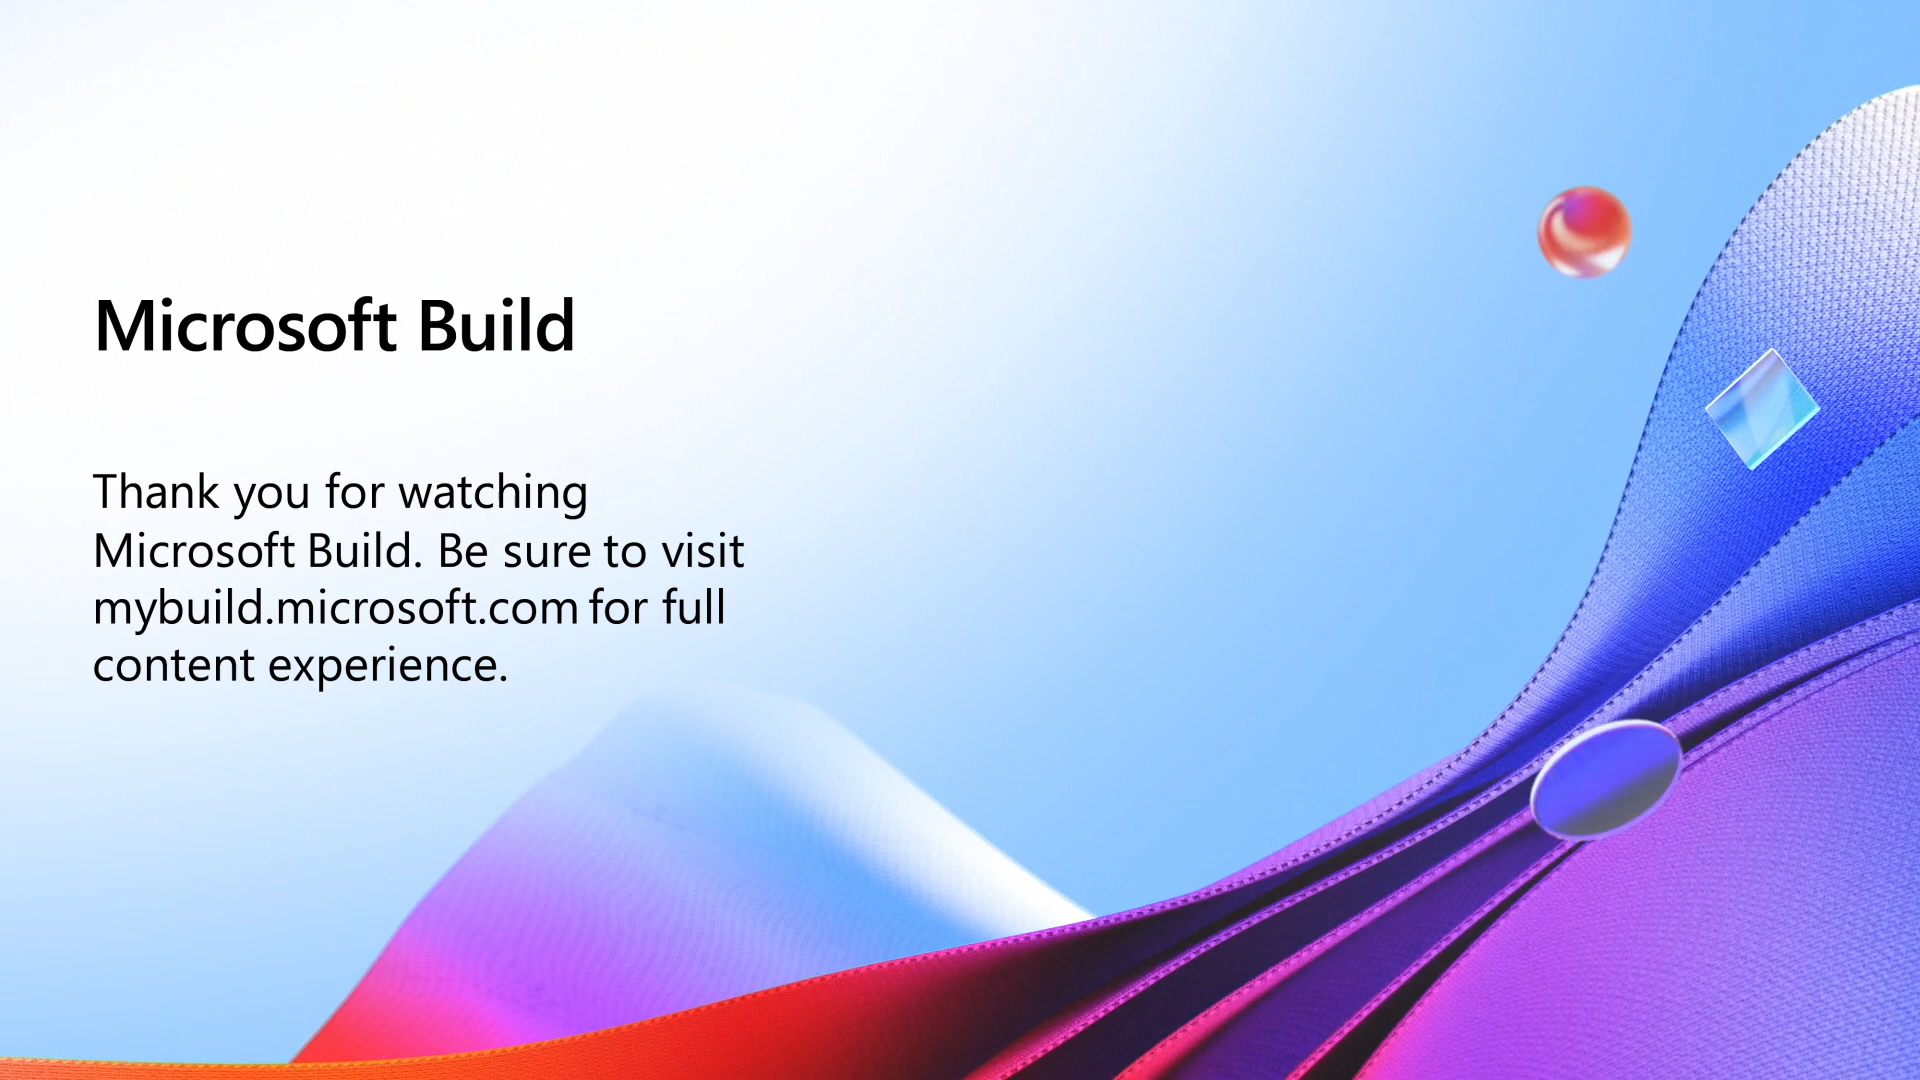 Microsoft Build
Thank you for watching
Microsoft Build. Be sure to visit
mybuild.microsoft.com for full
content experience.